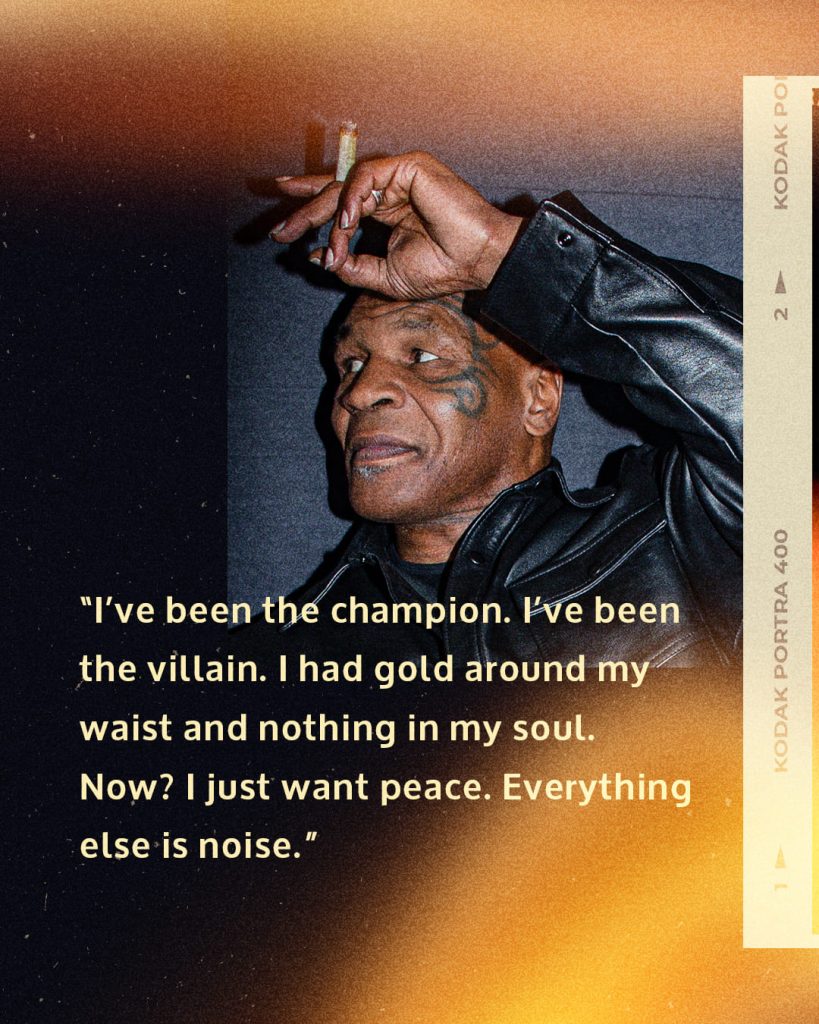 “I’ve been the champion. I’ve been
the villain. I had gold around my
waist and nothing in my soul.
Now? I just want peace. Everything
else is noise.”
KODAK POR
2
KODAK PORTRA 400
1